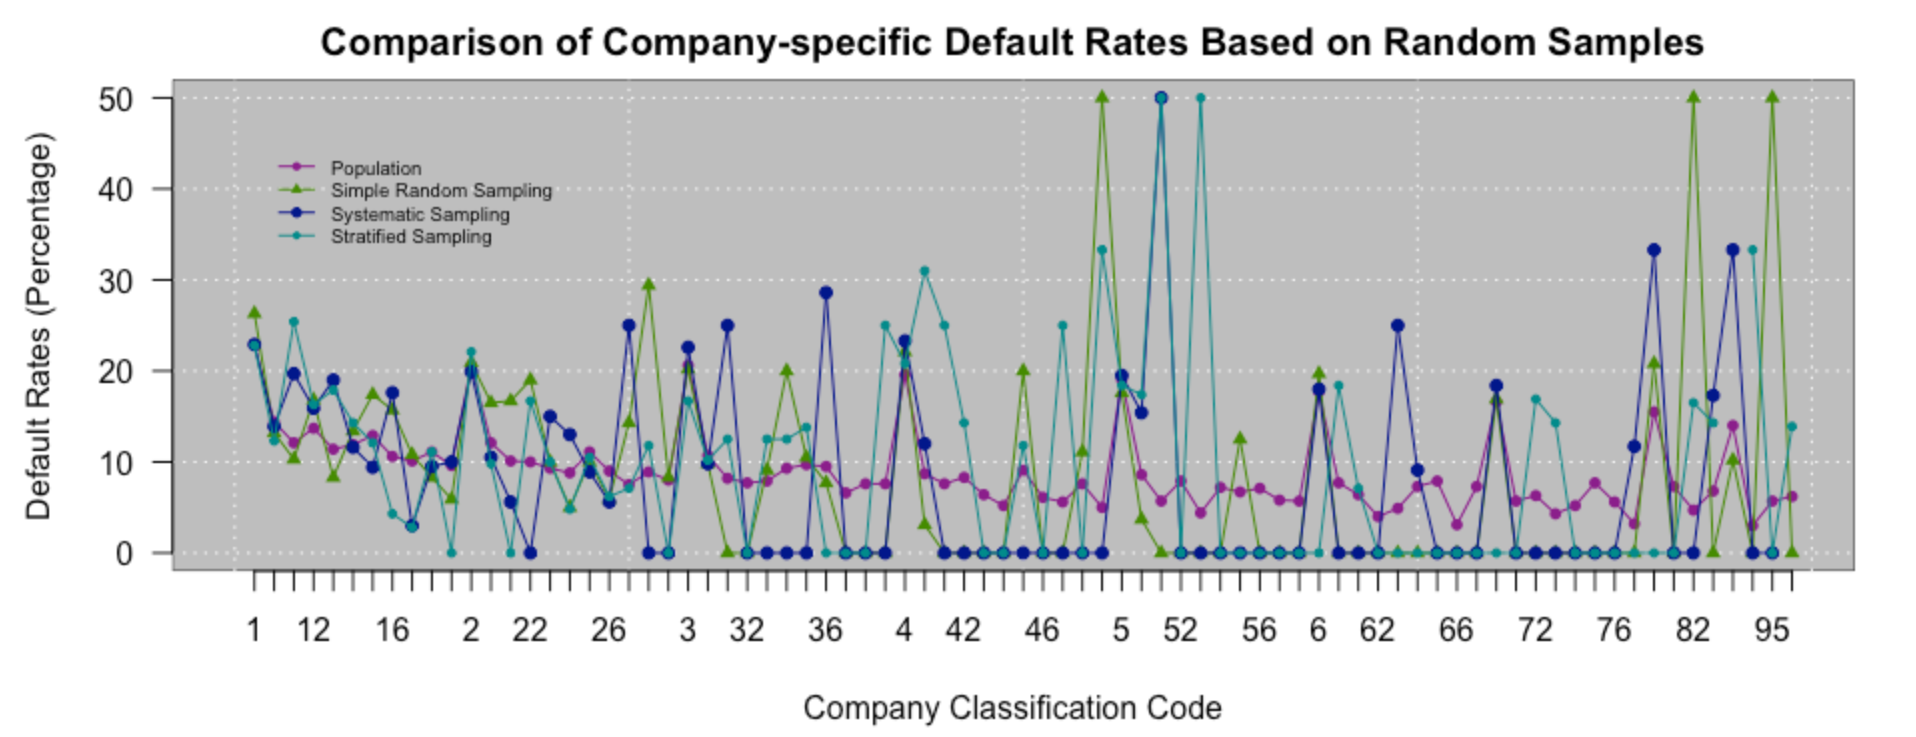 Comparison of Company-specific Default Rates Based on Random Samples
Default Rates (Percentage)
50
40
30
20
10
0
Population
Simple Random Sampling
Systematic Sampling
Stratified Sampling
1 12 16 2 22 26 3 32 36 4 42 46 5 52 56 6 62 66 72 76 82 95
Company Classification Code